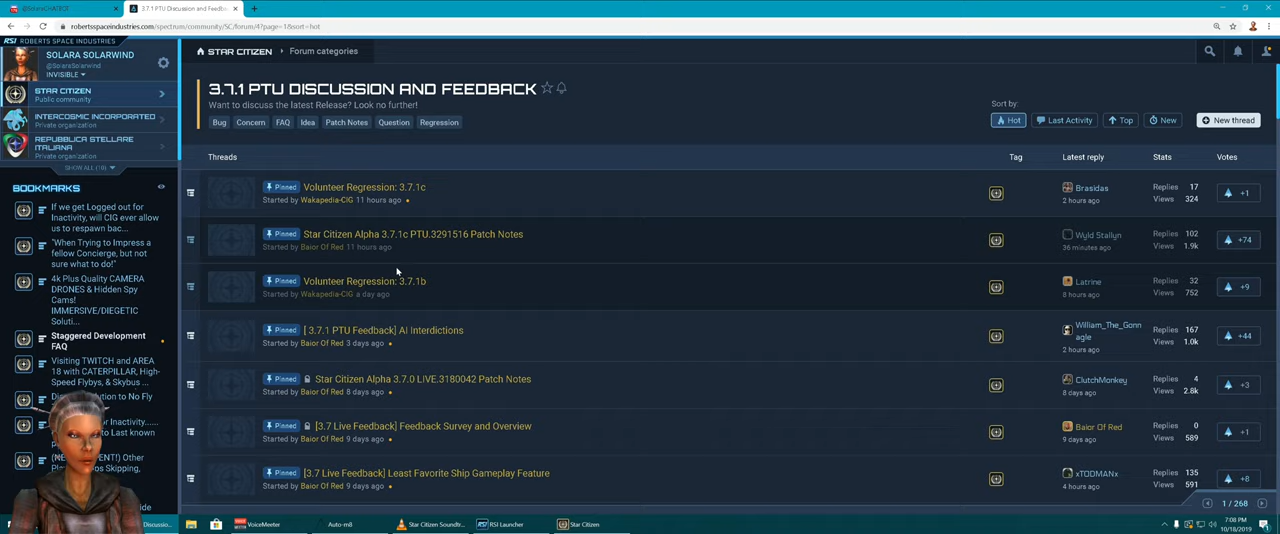 @SolaraCHATBOT
3.7.1 PTU Discussion and Feedba
robertsspaceindustries.com/spectrum/community/SC/forum/4?page=1&sort=hot
RSI ROBERTS SPACE INDUSTRIES
SOLARA SOLARWIND
@SolaraSolarwind
INVISIBLE
STAR CITIZEN
Public community
INTERCOSMIC INCORPORATED
Private organization
REPUBBLICA STELLARE
ITALIANA
Private organization
SHOW ALL (19)
BOOKMARKS
If we get Logged out for
Inactivity, will CIG ever allow
us to respawn bac...
"When Trying to Impress a
fellow Concierge, but not
sure what to do!"
4k Plus Quality CAMERA
DRONES & Hidden Spy
Cams!
IMMERSIVE/DIEGETIC
Soluti...
Staggered Development
FAQ
Visiting TWITCH and AREA
18 with CATERPILLAR, High-
Speed Flybys, & Skybus ...
ution to No Fly
r Inactivity......
to Last known
Other
Skipping,
STAR CITIZEN
Forum categories
3.7.1 PTU DISCUSSION AND FEEDBACK
Want to discuss the latest Release? Look no further!
Bug Concern FAQ Idea Patch Notes Question Regression
Sort by:
Hot Last Activity Top New
New thread
Threads Tag Latest reply Stats Votes
Pinned Volunteer Regression: 3.7.1c
Started by Wakapedia-CIG 11 hours ago
Brasidas
2 hours ago
Replies 17
Views 324
+1
Pinned Star Citizen Alpha 3.7.1c PTU.3291516 Patch Notes
Started by Baior Of Red 11 hours ago
Wyld Stallyn
36 minutes ago
Replies 102
Views 1.9k
+74
Pinned Volunteer Regression: 3.7.1b
Started by Wakapedia-CIG a day ago
Latrine
8 hours ago
Replies 32
Views 752
+9
Pinned [ 3.7.1 PTU Feedback] AI Interdictions
Started by Baior Of Red 3 days ago
William_The_Gonn
agle
2 hours ago
Replies 167
Views 1.0k
+44
Pinned Star Citizen Alpha 3.7.0 LIVE.3180042 Patch Notes
Started by Baior Of Red 8 days ago
ClutchMonkey
8 days ago
Replies 4
Views 2.8k
+3
Pinned [3.7 Live Feedback] Feedback Survey and Overview
Started by Baior Of Red 9 days ago
Baior Of Red
9 days ago
Replies 0
Views 589
+1
Pinned [3.7 Live Feedback] Least Favorite Ship Gameplay Feature
Started by Baior Of Red 9 days ago
xTODMANx
4 hours ago
Replies 135
Views 591
+8
1 / 268
Discussio...
VoiceMeeter
Auto-m8
Star Citizen Soundtr...
RSI Launcher
Star Citizen
7:08 PM
10/18/2019